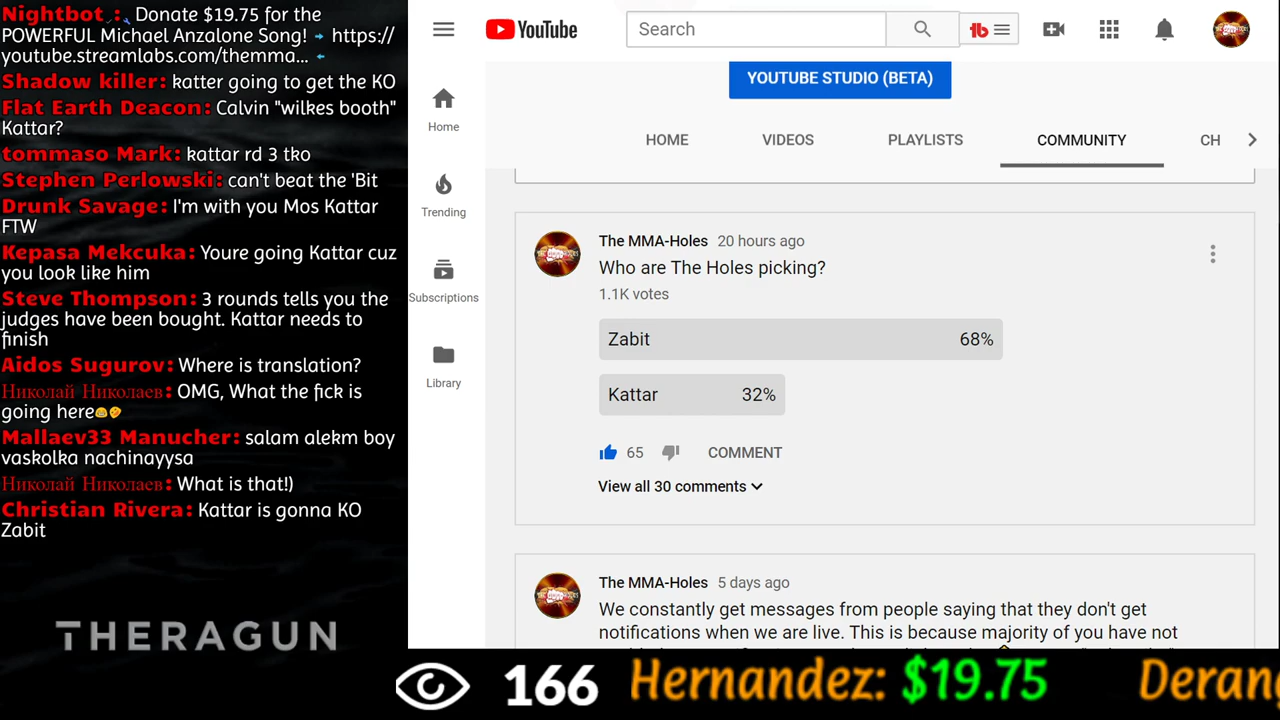 Nightbot : Donate $19.75 for the
POWERFUL Michael Anzalone Song! https://
youtube.streamlabs.com/themma...
Shadow killer: katter going to get the KO
Flat Earth Deacon: Calvin "wilkes booth"
Kattar?
tommaso Mark: kattar rd 3 tko
Stephen Perlowski: can't beat the 'Bit
Drunk Savage: I'm with you Mos Kattar
FTW
Kepasa Mekcuka: Youre going Kattar cuz
you look like him
Steve Thompson: 3 rounds tells you the
judges have been bought. Kattar needs to
finish
Aidos Sugurov: Where is translation?
Николай Николаев: OMG, What the fick is
going here
Mallaev33 Manucher: salam alekm boy
vaskolka nachinayysa
Николай Николаев: What is that!)
Christian Rivera: Kattar is gonna KO
Zabit
THERAGUN
YouTube
Search
tb
Home
Trending
Subscriptions
Library
YOUTUBE STUDIO (BETA)
HOME VIDEOS PLAYLISTS COMMUNITY CH
The MMA-Holes 20 hours ago
Who are The Holes picking?
1.1K votes
Zabit 68%
Kattar 32%
65 COMMENT
View all 30 comments
The MMA-Holes 5 days ago
We constantly get messages from people saying that they don't get
notifications when we are live. This is because majority of you have not
166 Hernandez: $19.75 Derang